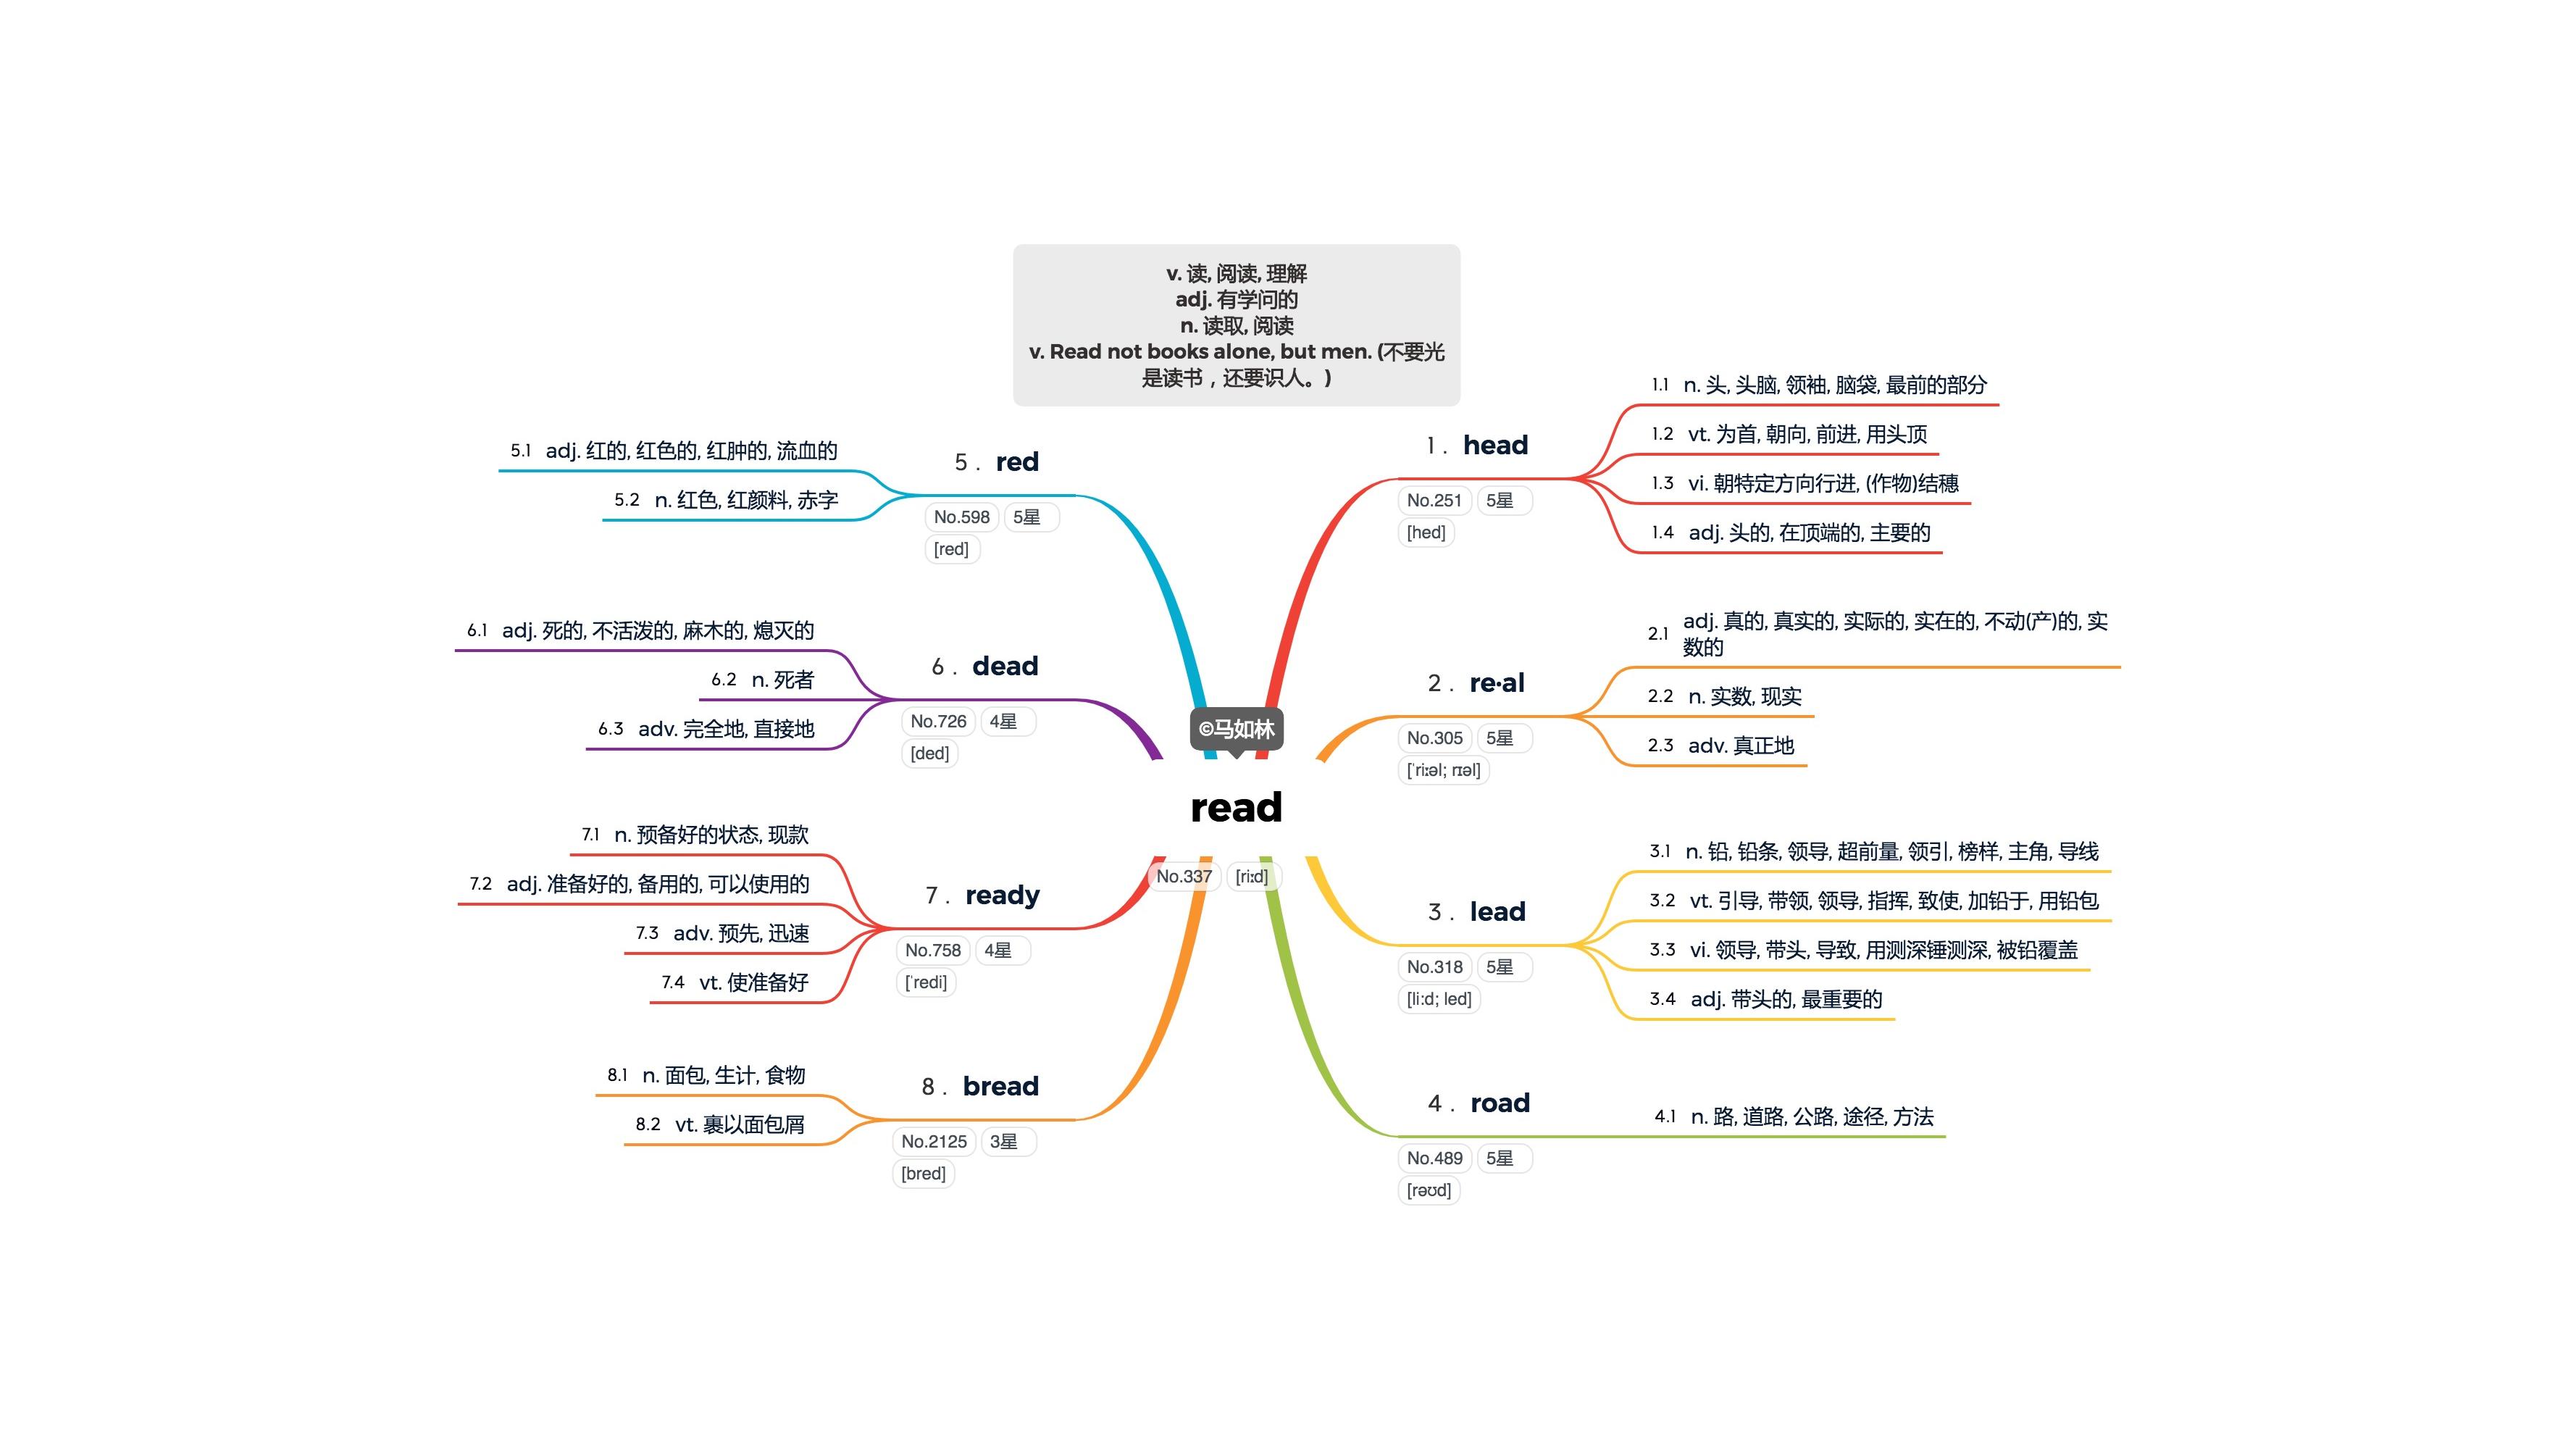 v. 读, 阅读, 理解
adj. 有学问的
n. 读取, 阅读
v. Read not books alone, but men. (不要光
是读书，还要识人。)
©马如林
read
No.337 [riːd]
1. head
No.251 5星
[hed]
1.1 n. 头, 头脑, 领袖, 脑袋, 最前的部分
1.2 vt. 为首, 朝向, 前进, 用头顶
1.3 vi. 朝特定方向行进, (作物)结穗
1.4 adj. 头的, 在顶端的, 主要的
2. re·al
No.305 5星
[ˈriːəl; rɪəl]
2.1 adj. 真的, 真实的, 实际的, 实在的, 不动(产)的, 实
数的
2.2 n. 实数, 现实
2.3 adv. 真正地
3. lead
No.318 5星
[liːd; led]
3.1 n. 铅, 铅条, 领导, 超前量, 领引, 榜样, 主角, 导线
3.2 vt. 引导, 带领, 领导, 指挥, 致使, 加铅于, 用铅包
3.3 vi. 领导, 带头, 导致, 用测深锤测深, 被铅覆盖
3.4 adj. 带头的, 最重要的
4. road
No.489 5星
[rəʊd]
4.1 n. 路, 道路, 公路, 途径, 方法
5. red
No.598 5星
[red]
5.1 adj. 红的, 红色的, 红肿的, 流血的
5.2 n. 红色, 红颜料, 赤字
6. dead
No.726 4星
[ded]
6.1 adj. 死的, 不活泼的, 麻木的, 熄灭的
6.2 n. 死者
6.3 adv. 完全地, 直接地
7. ready
No.758 4星
[ˈredi]
7.1 n. 预备好的状态, 现款
7.2 adj. 准备好的, 备用的, 可以使用的
7.3 adv. 预先, 迅速
7.4 vt. 使准备好
8. bread
No.2125 3星
[bred]
8.1 n. 面包, 生计, 食物
8.2 vt. 裹以面包屑